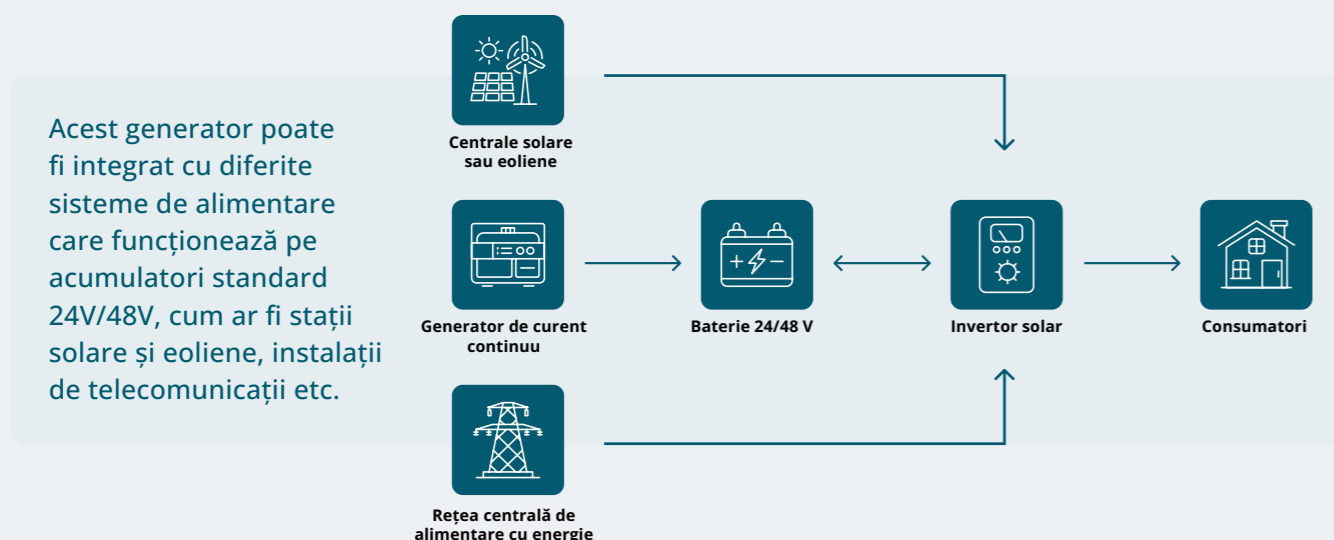 Acest generator poate
fi integrat cu diferite
sisteme de alimentare
care funcționează pe
acumulatori standard
24V/48V, cum ar fi stații
solare și eoliene, instalații
de telecomunicații etc.
Centrale solare
sau eoliene
Generator de curent
continuu
Baterie 24/48 V
Invertor solar
Consumatori
Rețea centrală de
alimentare cu energie